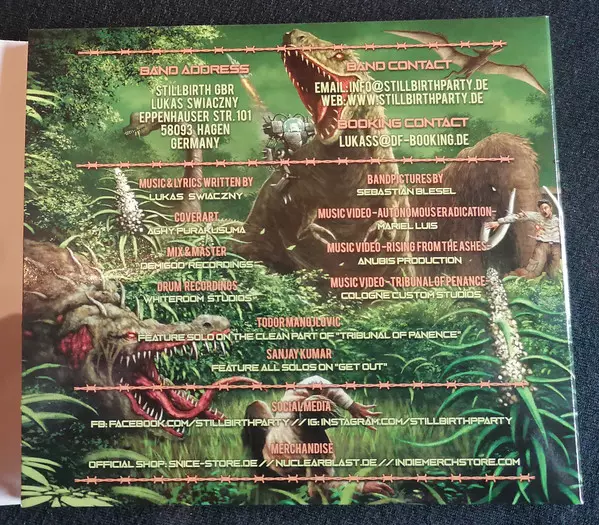 BAND ADDRESS
STILLBIRTH GBR
LUKAS SWIACZNY
EPPENHAUSER STR. 101
58093 HAGEN
GERMANY
BAND CONTACT
EMAIL: INFO@STILLBIRTHPARTY.DE
WEB: WWW.STILLBIRTHPARTY.DE
BOOKING CONTACT
LUKASS@DF-BOOKING.DE
MUSIC & LYRICS WRITTEN BY
LUKAS SWIACZNY
COVERART
AGHY PURAKUSUMA
MIX & MASTER
DEMIGOD RECORDINGS
DRUM RECORDINGS
WHITEROOM STUDIOS
BANDPICTURES BY
SEBASTIAN BLESEL
MUSIC VIDEO - AUTONOMOUS ERADICATION -
MARIEL LUIS
MUSIC VIDEO - RISING FROM THE ASHES -
ANUBIS PRODUCTION
MUSIC VIDEO - TRIBUNAL OF PENANCE
COLOGNE CUSTOM STUDIOS
TODOR MANOJLOVIC
FEATURE SOLO ON THE CLEAN PART OF "TRIBUNAL OF PANENCE"
SANJAY KUMAR
FEATURE ALL SOLOS ON "GET OUT"
SOCIAL MEDIA
FB: FACEBOOK.COM/STILLBIRTHPARTY // IG: INSTAGRAM.COM/STILLBIRTHPPARTY
MERCHANDISE
OFFICIAL SHOP: SNICE-STORE.DE // NUCLEARBLAST.DE / INDIEMERCHSTORE.COM